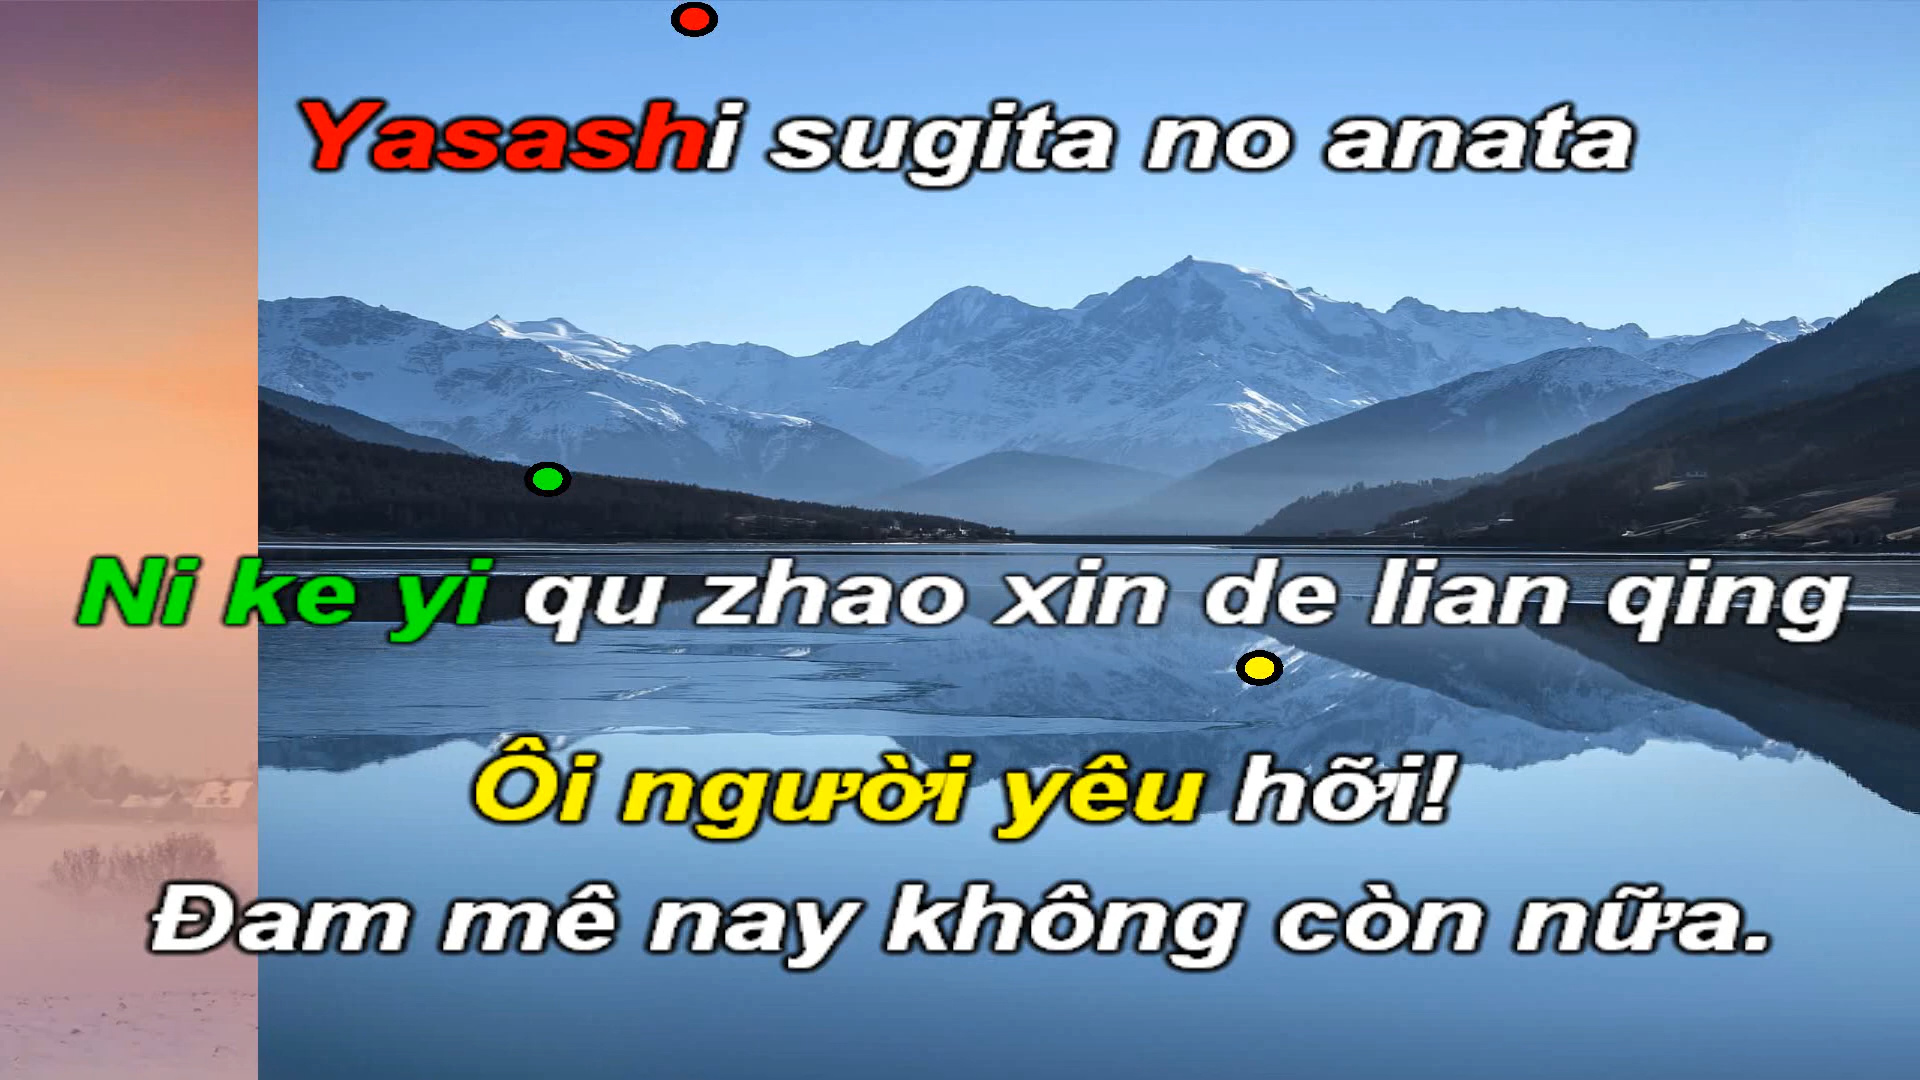 Yasashi sugita no anata
Ni ke yi qu zhao xin de lian qing
Ôi người yêu hỡi!
Đam mê nay không còn nữa.